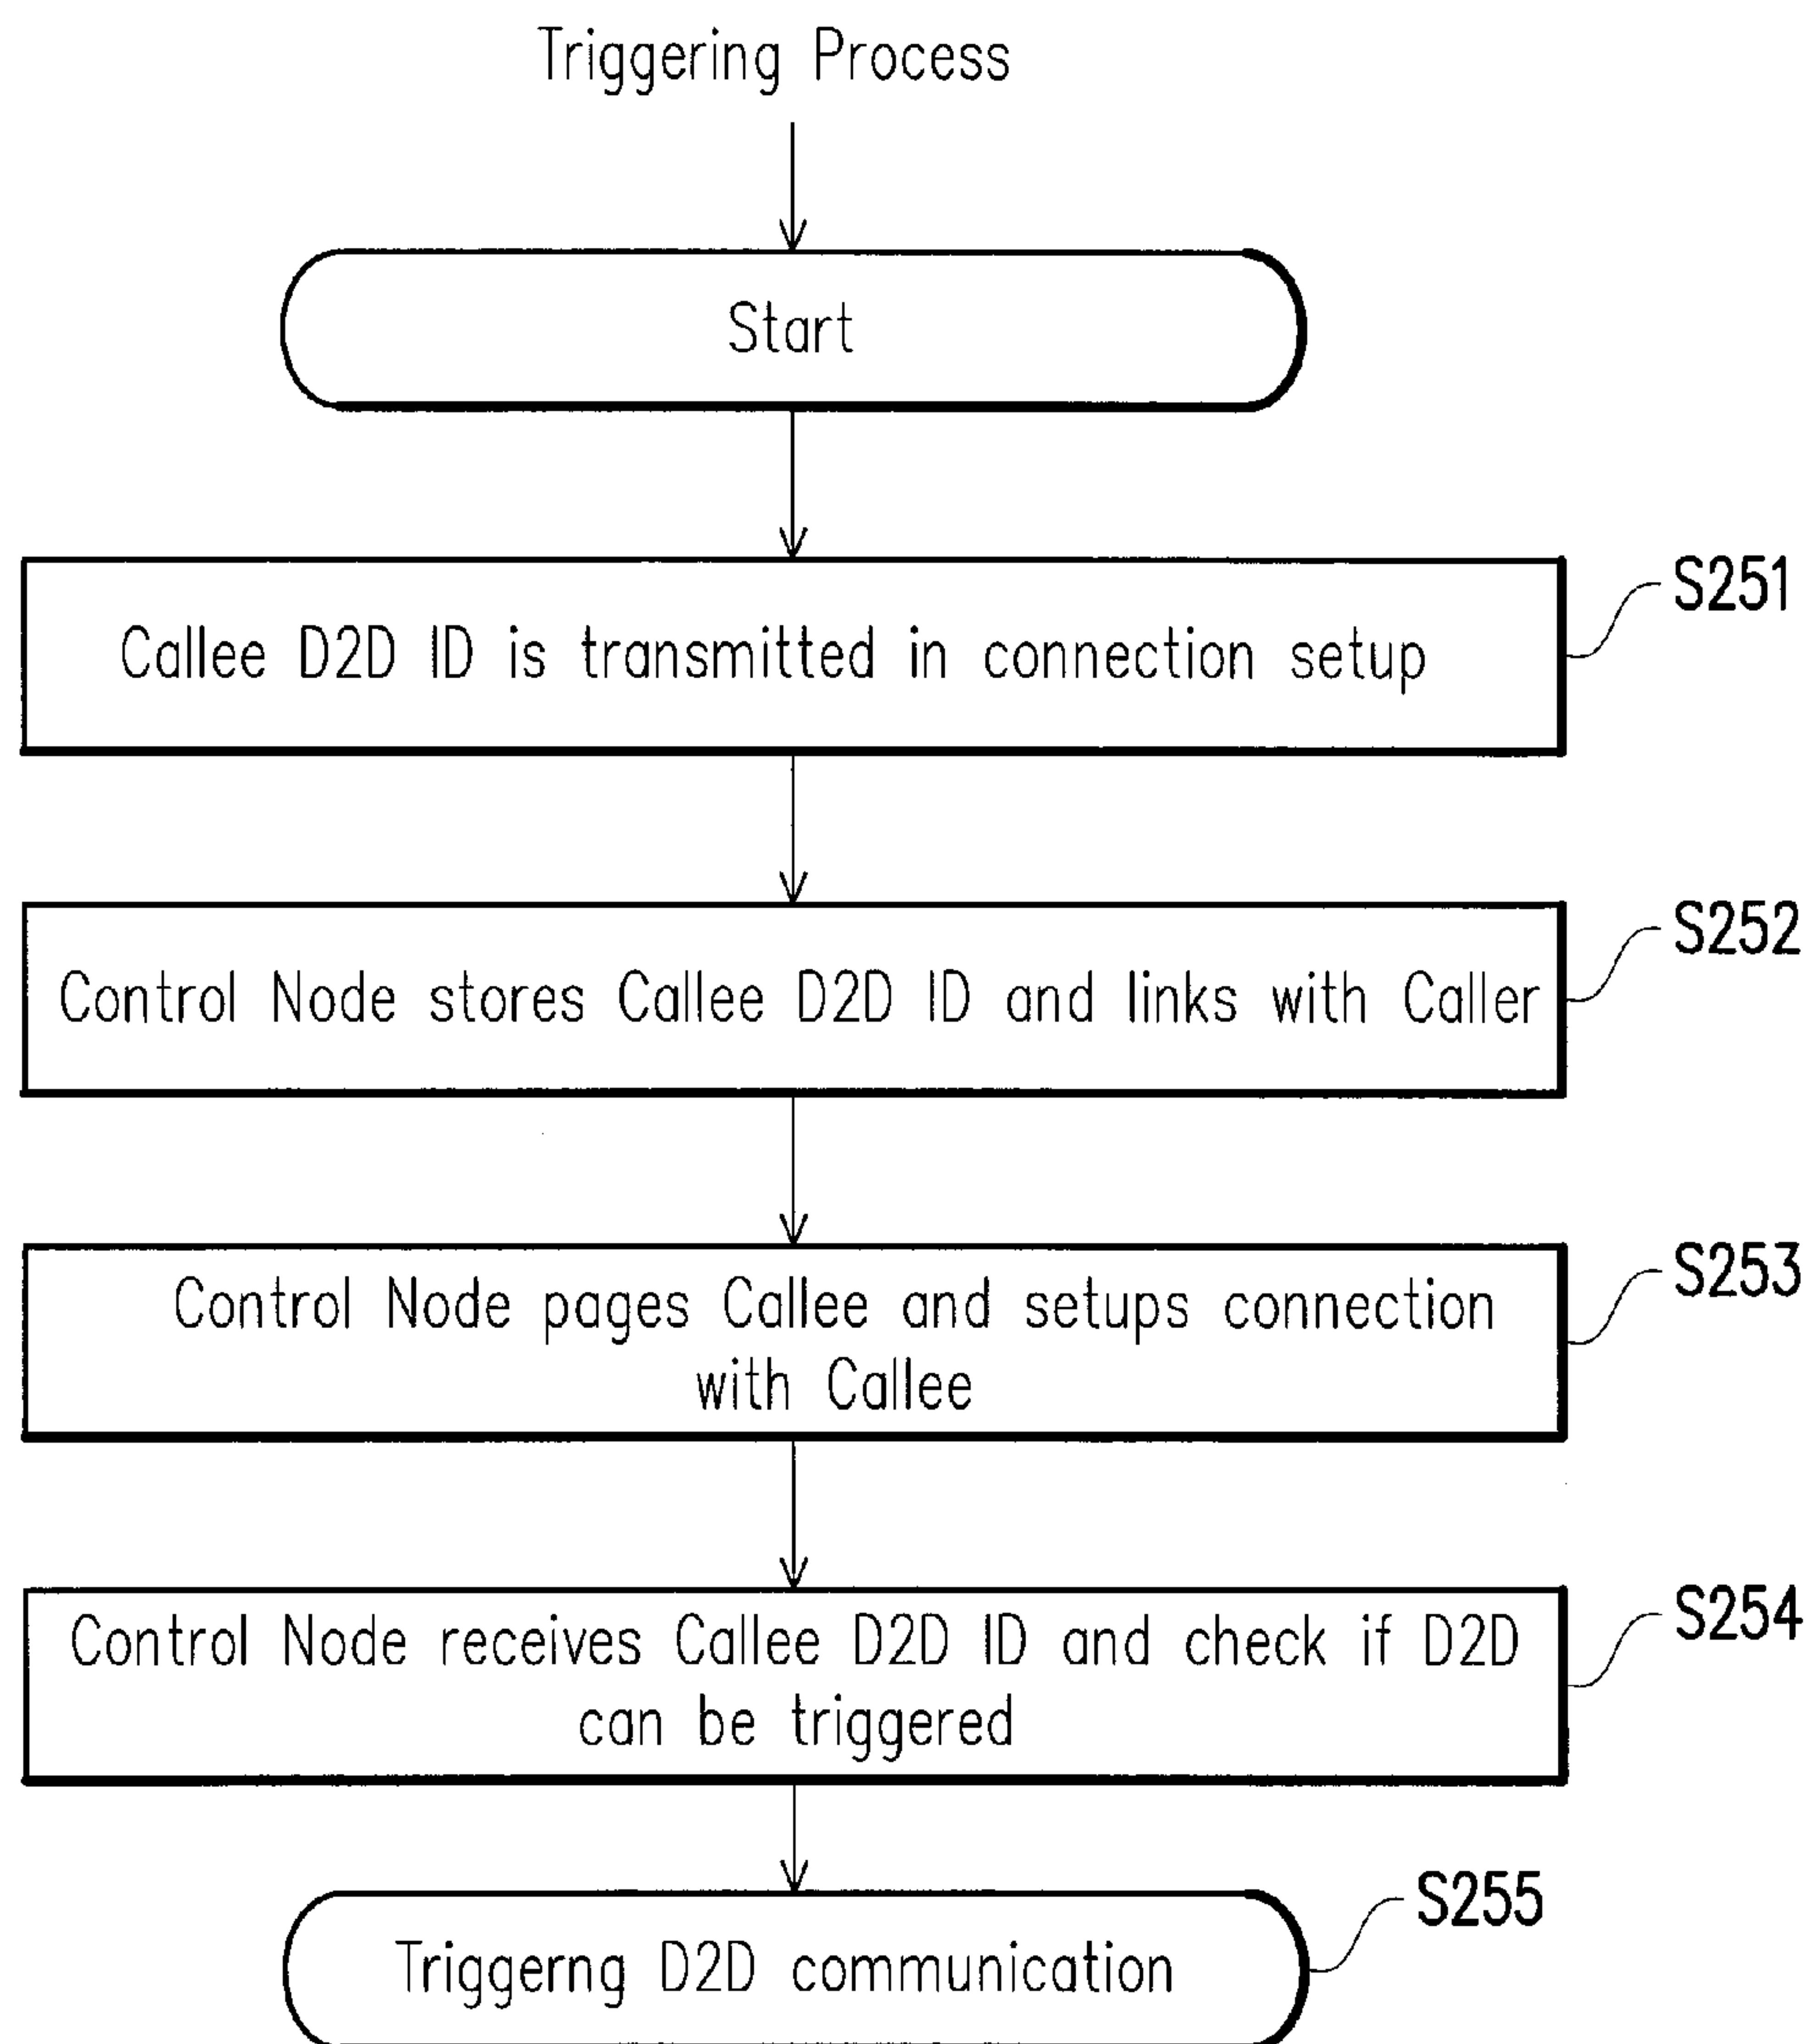 Triggering Process
Start
Callee D2D ID is transmitted in connection setup
S251
Control Node stores Callee D2D ID and links with Caller
S252
Control Node pages Callee and setups connection
with Callee
S253
Control Node receives Callee D2D ID and check if D2D
can be triggered
S254
Triggerng D2D communication
S255